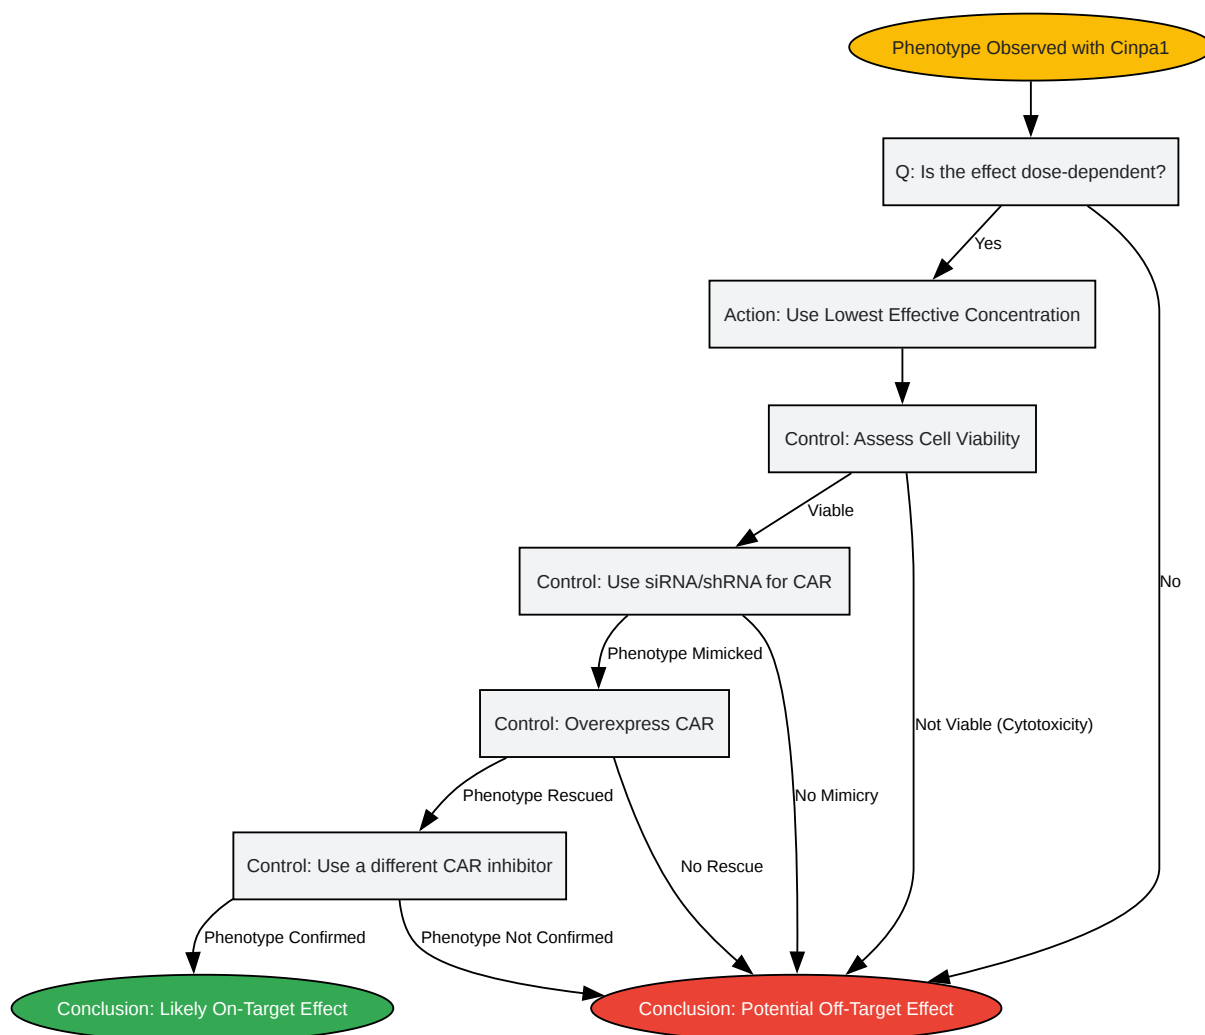 Phenotype Observed with Cinpa1
Q: Is the effect dose-dependent?
Yes
Action: Use Lowest Effective Concentration
Control: Assess Cell Viability
Viable
Control: Use siRNA/shRNA for CAR
No
Phenotype Mimicked
Control: Overexpress CAR
Not Viable (Cytotoxicity)
Phenotype Rescued
No Mimicry
Control: Use a different CAR inhibitor
No Rescue
Phenotype Confirmed
Phenotype Not Confirmed
Conclusion: Likely On-Target Effect
Conclusion: Potential Off-Target Effect